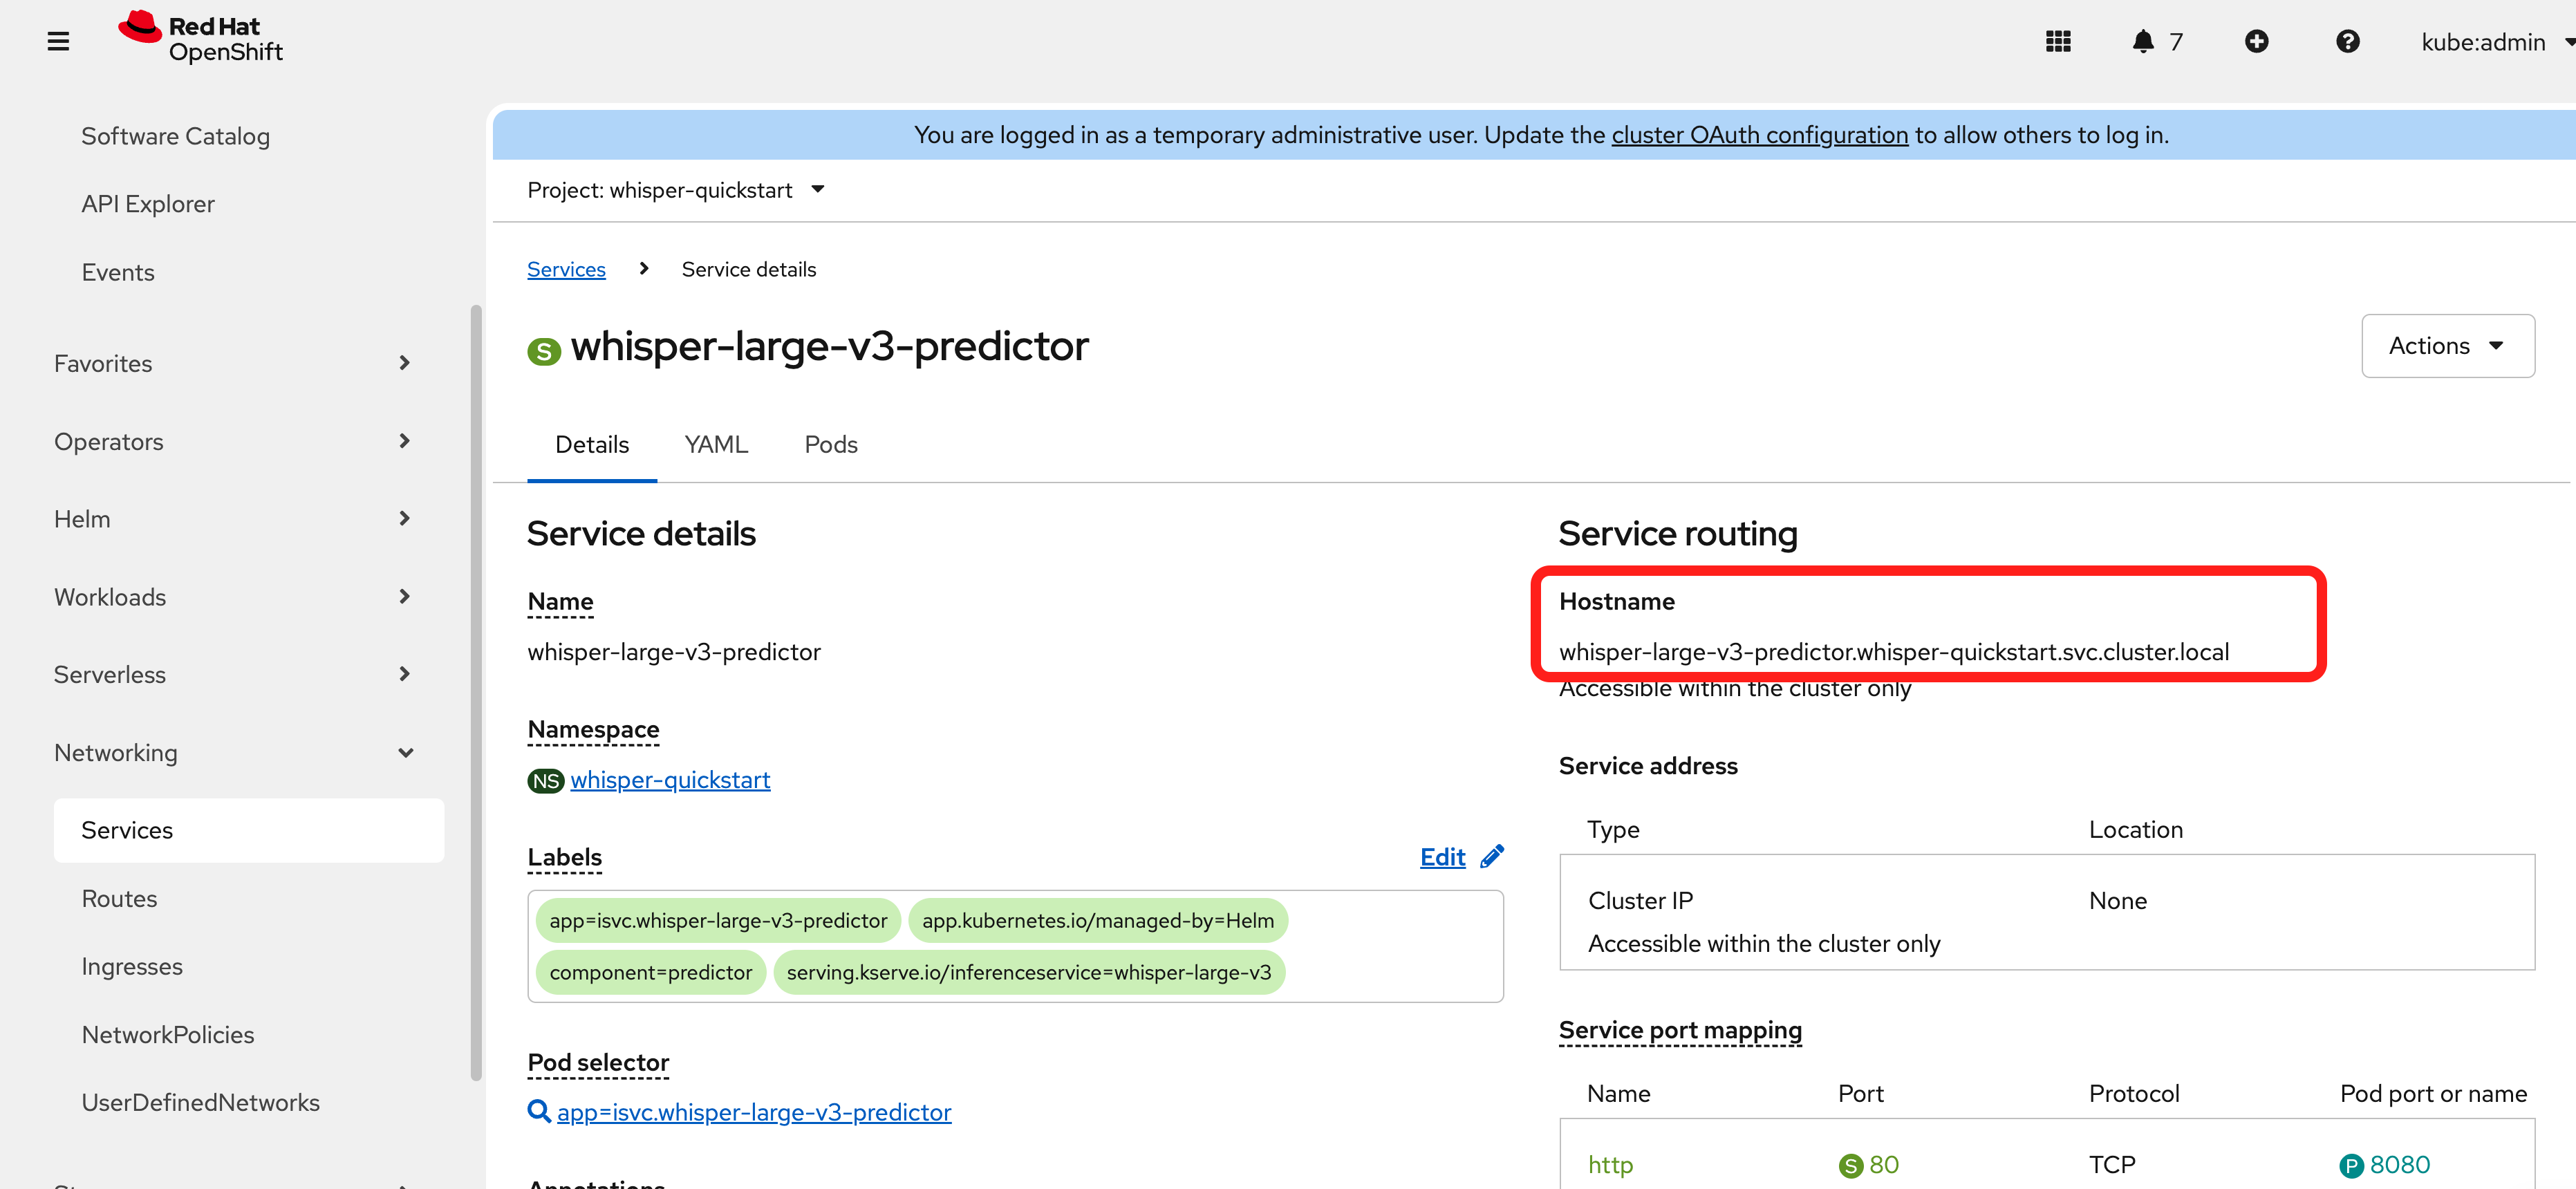 Red Hat
OpenShift
7
kube:admin
Software Catalog
API Explorer
Events
Favorites
Operators
Helm
Workloads
Serverless
Networking
Services
Routes
Ingresses
NetworkPolicies
UserDefinedNetworks
You are logged in as a temporary administrative user. Update the cluster OAuth configuration to allow others to log in.
Project: whisper-quickstart
Services
Service details
S whisper-large-v3-predictor
Actions
Details
YAML
Pods
Service details
Name
whisper-large-v3-predictor
Namespace
NS whisper-quickstart
Labels
Edit
app=isvc.whisper-large-v3-predictor
app.kubernetes.io/managed-by=Helm
component=predictor
serving.kserve.io/inferenceservice=whisper-large-v3
Pod selector
app=isvc.whisper-large-v3-predictor
Annotations
Service routing
Hostname
whisper-large-v3-predictor.whisper-quickstart.svc.cluster.local
Accessible within the cluster only
Service address
Type Location
Cluster IP None
Accessible within the cluster only
Service port mapping
Name Port Protocol Pod port or name
http S 80 TCP P 8080